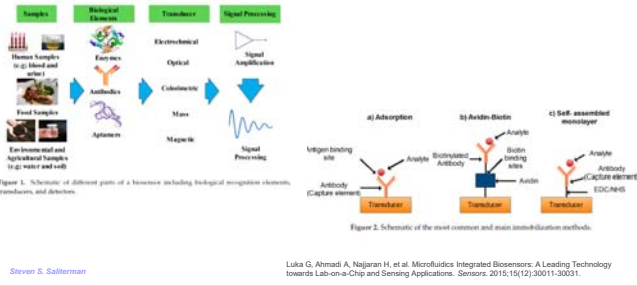 Samples
Biological
Elements
Transducer
Signal Processing
Human Samples
(e.g: blood and
urine)
Food Samples
Environmental and
Agricultural Samples
(e.g: water and soil)
Enzymes
Antibodies
Aptamers
Electrochemical
Optical
Colorimetric
Mass
Magnetic
Signal
Amplification
Signal
Processing
Figure 1. Schematic of different parts of a biosensor including biological recognition elements,
transducers, and detectors.
a) Adsorption
Antigen binding
site
Analyte
Antibody
(Capture element)
Transducer
b) Avidin-Biotin
Analyte
Biotinylated
Antibody
Biotin
binding
sites
Avidin
Transducer
c) Self- assembled
monolayer
Analyte
Antibody
(Capture element)
EDC/NHS
Transducer
Figure 2. Schematic of the most common and main immobilization methods.
Steven S. Saliterman
Luka G, Ahmadi A, Najjaran H, et al. Microfluidics Integrated Biosensors: A Leading Technology
towards Lab-on-a-Chip and Sensing Applications. Sensors. 2015;15(12):30011-30031.